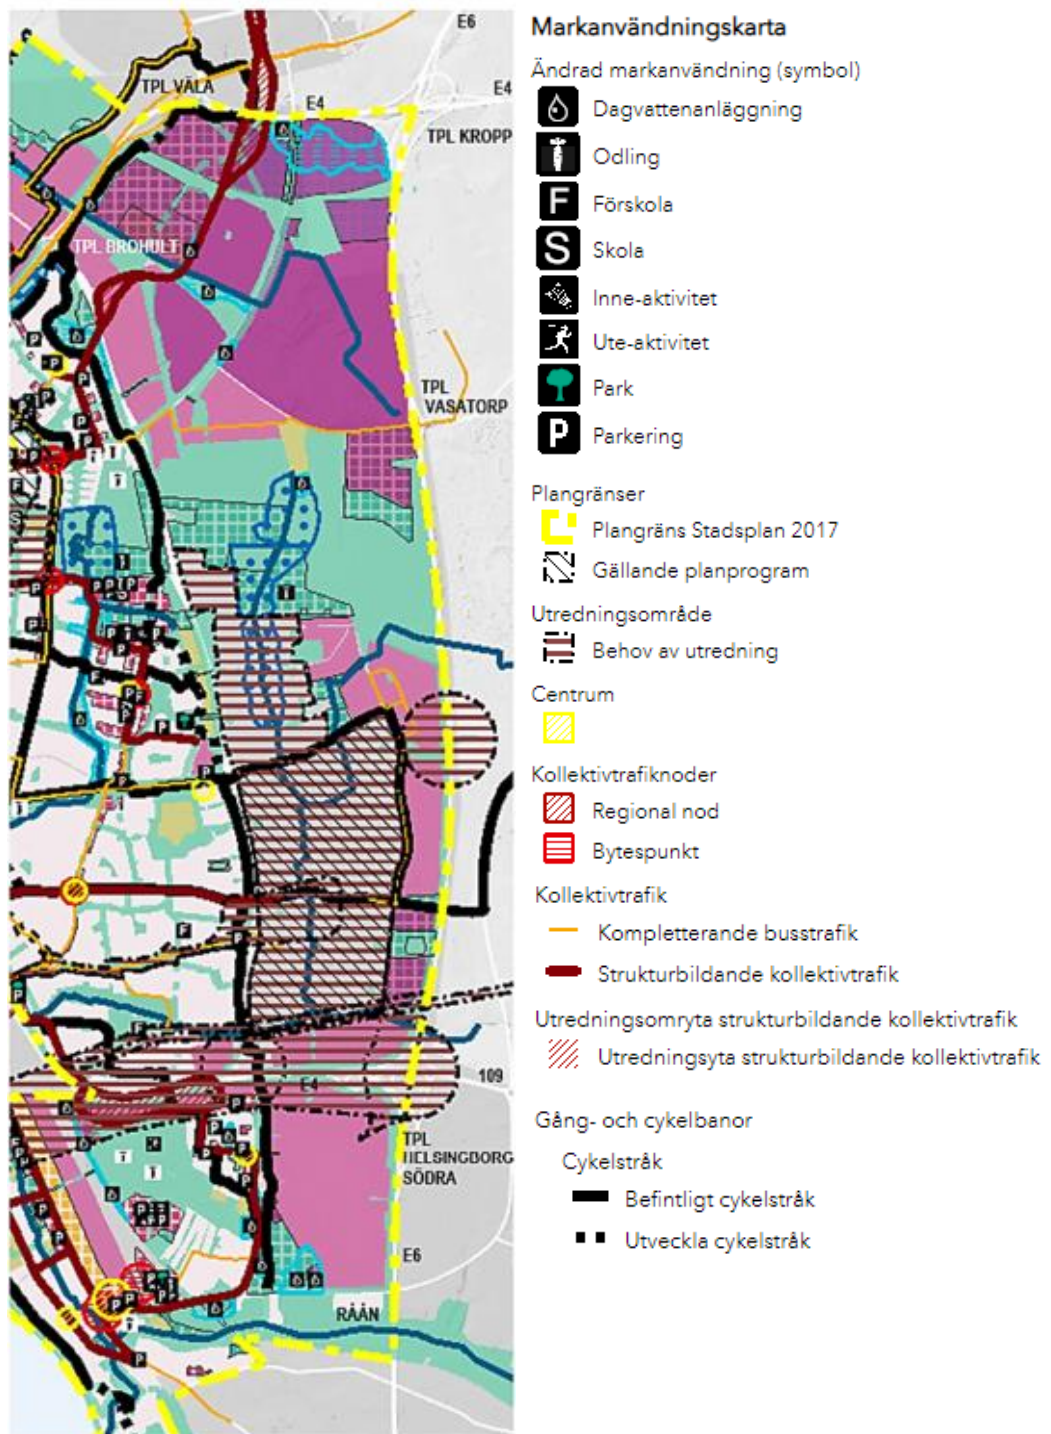 E6
TPL VÄLA
E4
E4
TPL KROPP
TPL BROHULT
TPL
VASATORP
E4
109
TPL
HELSINGBORG
SÖDRA
E6
RÅÅN
Markanvändningskarta
Ändrad markanvändning (symbol)
Dagvattenanläggning
Odling
F Förskola
S Skola
Inne-aktivitet
Ute-aktivitet
Park
P Parkering
Plangränser
Plangräns Stadsplan 2017
Gällande planprogram
Utredningsområde
Behov av utredning
Centrum
Kollektivtrafiknoder
Regional nod
Bytespunkt
Kollektivtrafik
Kompletterande busstrafik
Strukturbildande kollektivtrafik
Utredningsomryta strukturbildande kollektivtrafik
Utredningsyta strukturbildande kollektivtrafik
Gång- och cykelbanor
Cykelstråk
Befintligt cykelstråk
Utveckla cykelstråk